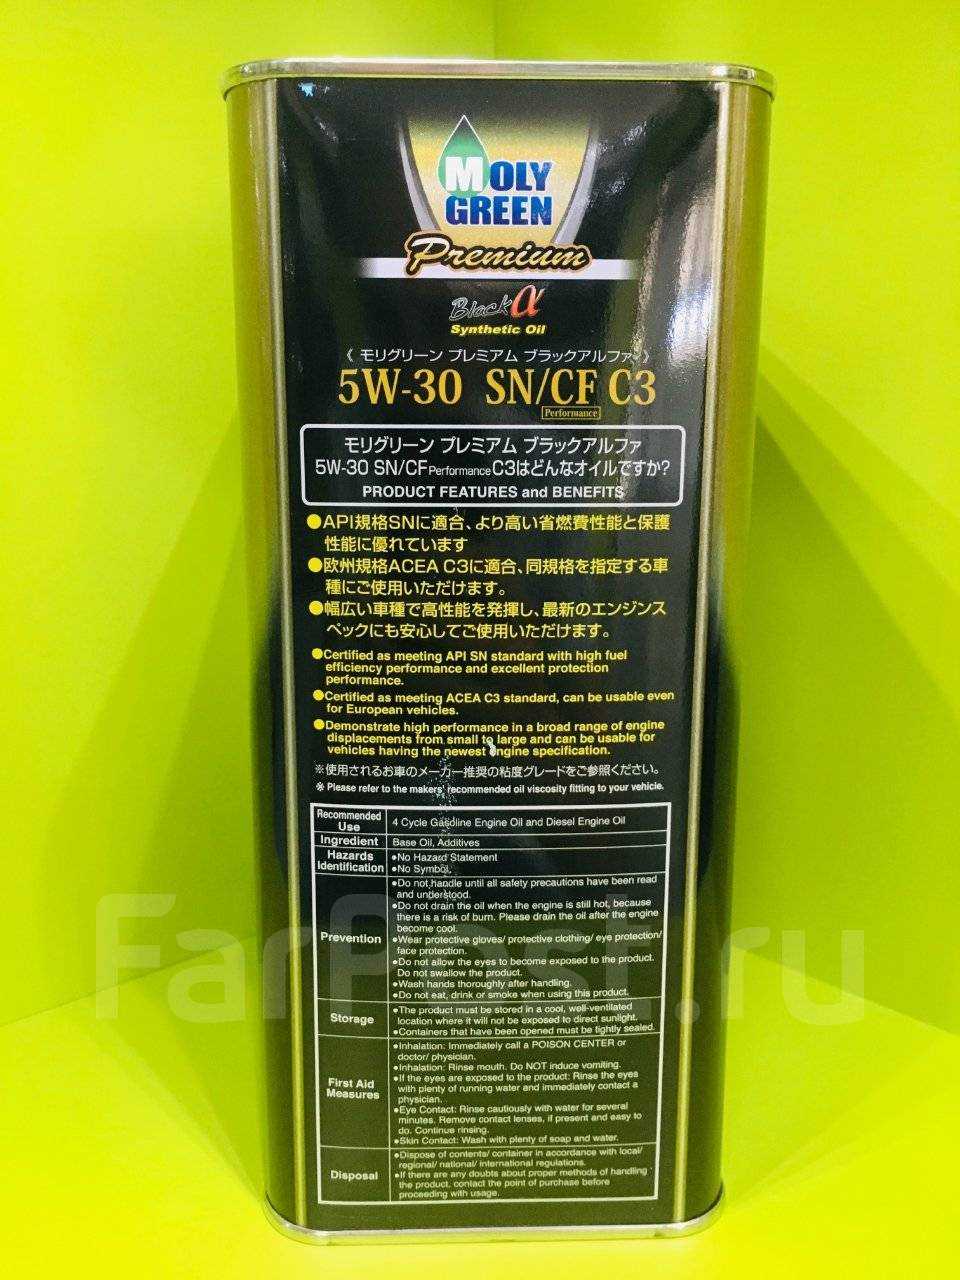 MOLY
GREEN
Premium
Black α
Synthetic Oil
《 モリグリーン プレミアム ブラックアルファ 》
5W-30 SN/CF C3
Performance
モリグリーン プレミアム ブラックアルファ
5W-30 SN/CF Performance C3はどんなオイルですか?
PRODUCT FEATURES and BENEFITS
●API規格SNに適合、より高い省燃費性能と保護
性能に優れています
●欧州規格ACEA C3に適合、同規格を指定する車
種にご使用いただけます。
●幅広い車種で高性能を発揮し、最新のエンジンス
ペックにも安心してご使用いただけます。
●Certified as meeting API SN standard with high fuel
efficiency performance and excellent protection
performance.
●Certified as meeting ACEA C3 standard, can be usable even
for European vehicles.
●Demonstrate high performance in a broad range of engine
displacements from small to large and can be usable for
vehicles having the newest engine specification.
※使用されるお車のメーカー推奨の粘度グレードをご参照ください。
※ Please refer to the makers' recommended oil viscosity fitting to your vehicle.
Recommended
Use
4 Cycle Gasoline Engine Oil and Diesel Engine Oil
Ingredient
Base Oil, Additives
Hazards
Identification
●No Hazard Statement
●No Symbol.
Prevention
●Do not handle until all safety precautions have been read
and understood.
●Do not drain the oil when the engine is still hot, because
there is a risk of burn. Please drain the oil after the engine
become cool.
●Wear protective gloves/ protective clothing/ eye protection/
face protection.
●Do not allow the eyes to become exposed to the product.
Do not swallow the product.
●Wash hands thoroughly after handling.
●Do not eat, drink or smoke when using this product.
Storage
●The product must be stored in a cool, well-ventilated
location where it will not be exposed to direct sunlight.
●Containers that have been opened must be tightly sealed.
First Aid
Measures
●Inhalation: Immediately call a POISON CENTER or
doctor/ physician.
●Inhalation: Rinse mouth. Do NOT induce vomiting.
●If the eyes are exposed to the product: Rinse the eyes
with plenty of running water and immediately contact a
physician.
●Eye Contact: Rinse cautiously with water for several
minutes. Remove contact lenses, if present and easy to
do. Continue rinsing.
●Skin Contact: Wash with plenty of soap and water.
Disposal
●Dispose of contents/ container in accordance with local/
regional/ national/ international regulations.
●If there are any doubts about proper methods of handling
the product, contact the point of purchase before
proceeding with usage.
FarPost.ru